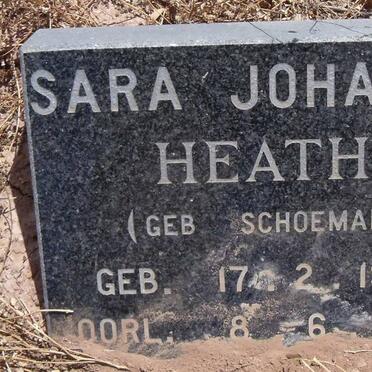 SARA JOHA
HEATH
(GEB SCHOEMA
GEB. 17. 2. 1
OORL. 8 - 6